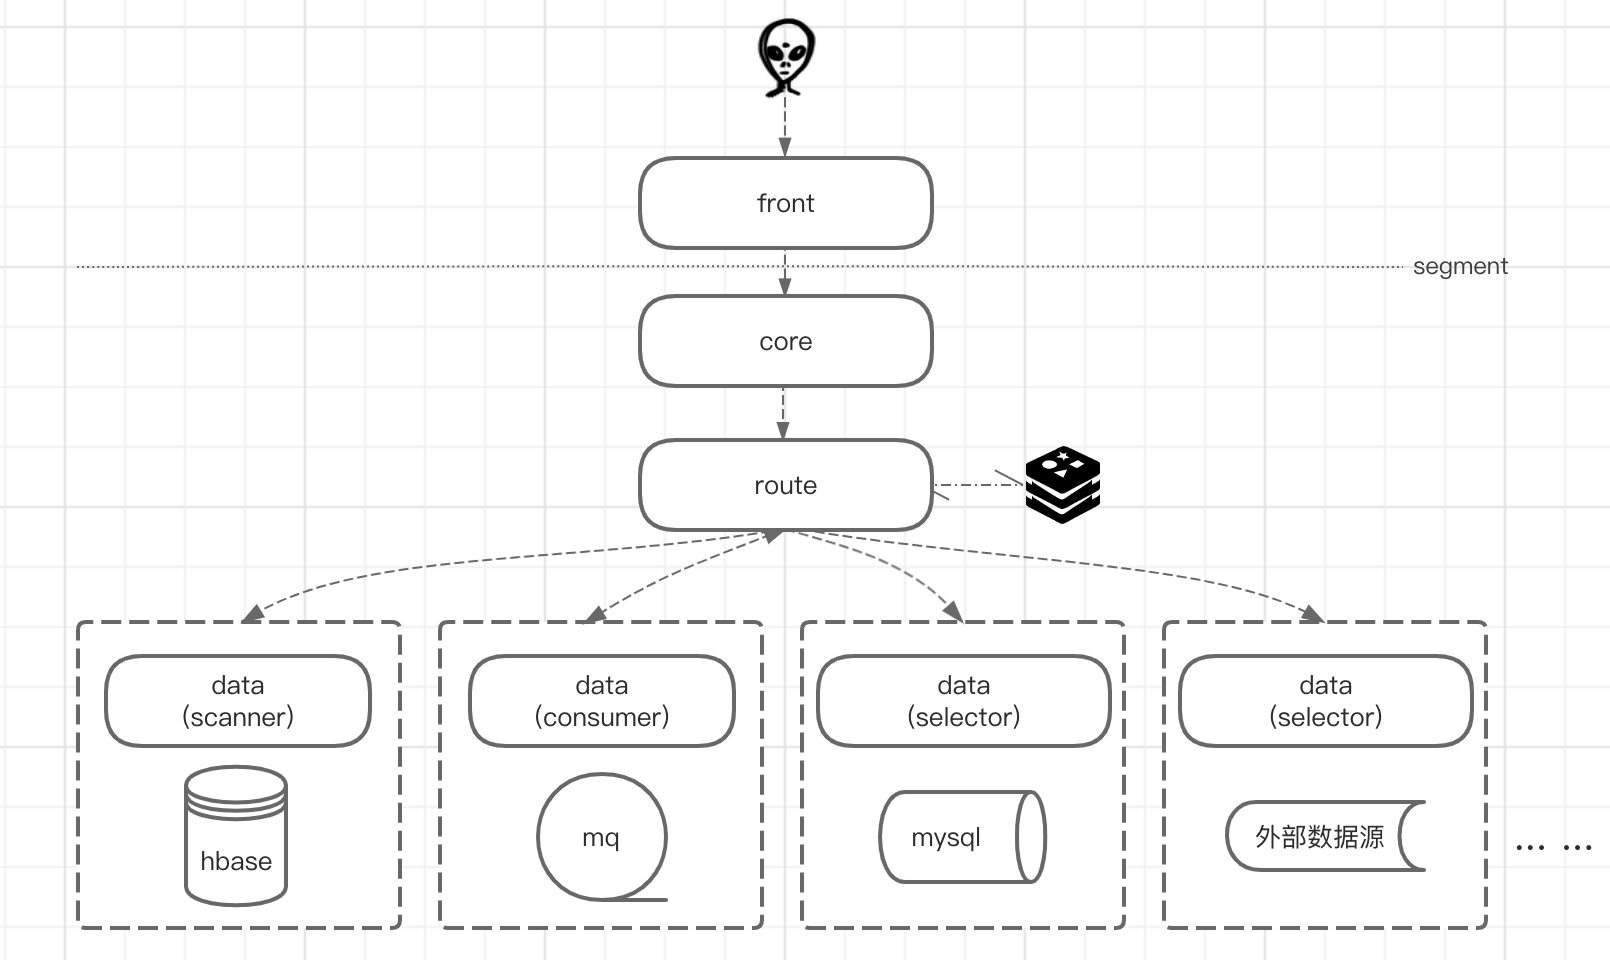 front
segment
core
route
data
(scanner)
data
(consumer)
data
(selector)
data
(selector)
hbase
mq
mysql
外部数据源
... ...